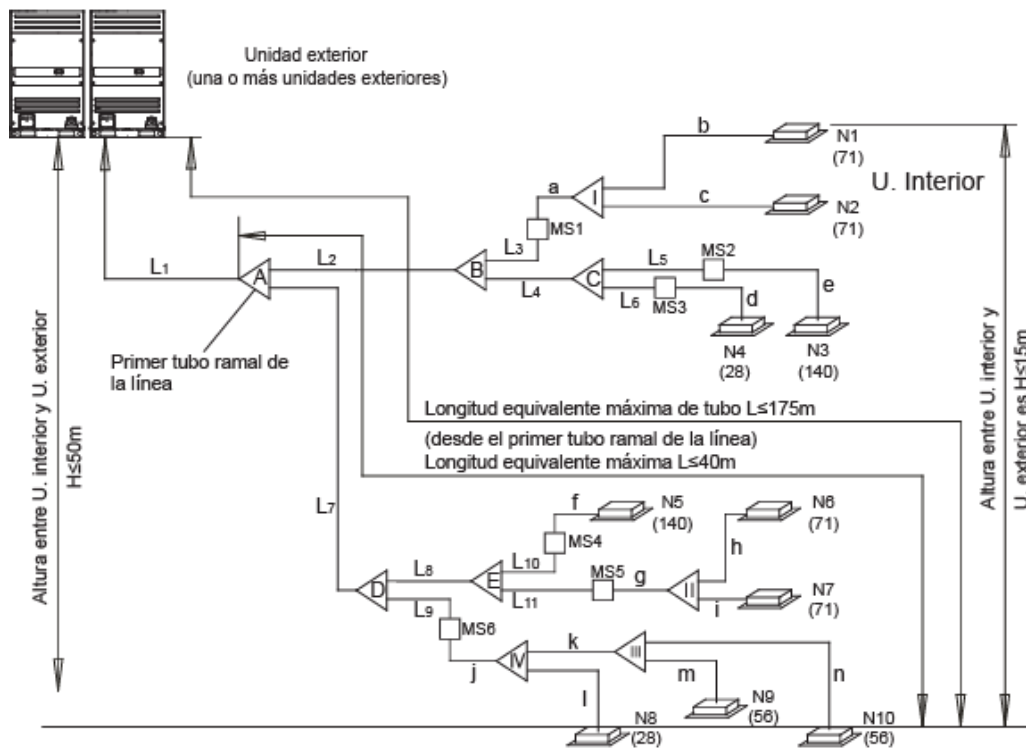 Unidad exterior
(una o más unidades exteriores)
b
N1
(71)
U. Interior
a
I
c
N2
(71)
MS1
L3
L1
A
L2
B
L4
C
L5
MS2
L6
MS3
d
e
N4
(28)
N3
(140)
Primer tubo ramal de
la línea
Longitud equivalente máxima de tubo L≤175m
(desde el primer tubo ramal de la línea)
Longitud equivalente máxima L≤40m
Altura entre U. interior y U. exterior
H≤50m
Altura entre U. interior y
U. exterior es H≤15m
L7
f
N5
(140)
N6
(71)
MS4
h
L10
L8
E
MS5
g
II
D
L11
i
N7
(71)
L9
MS6
k
III
IV
j
m
n
l
N9
(56)
N8
(28)
N10
(56)